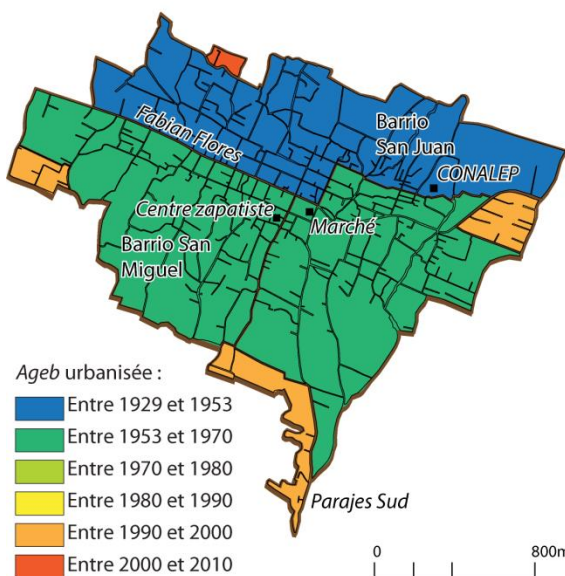 Barrio
San Juan
Fabian Flores
CONALEP
Centre zapatiste
Marché
Barrio San
Miguel
Ageb urbanisée :
Entre 1929 et 1953
Entre 1953 et 1970
Entre 1970 et 1980
Entre 1980 et 1990
Entre 1990 et 2000
Entre 2000 et 2010
Parajes Sud
0 800m